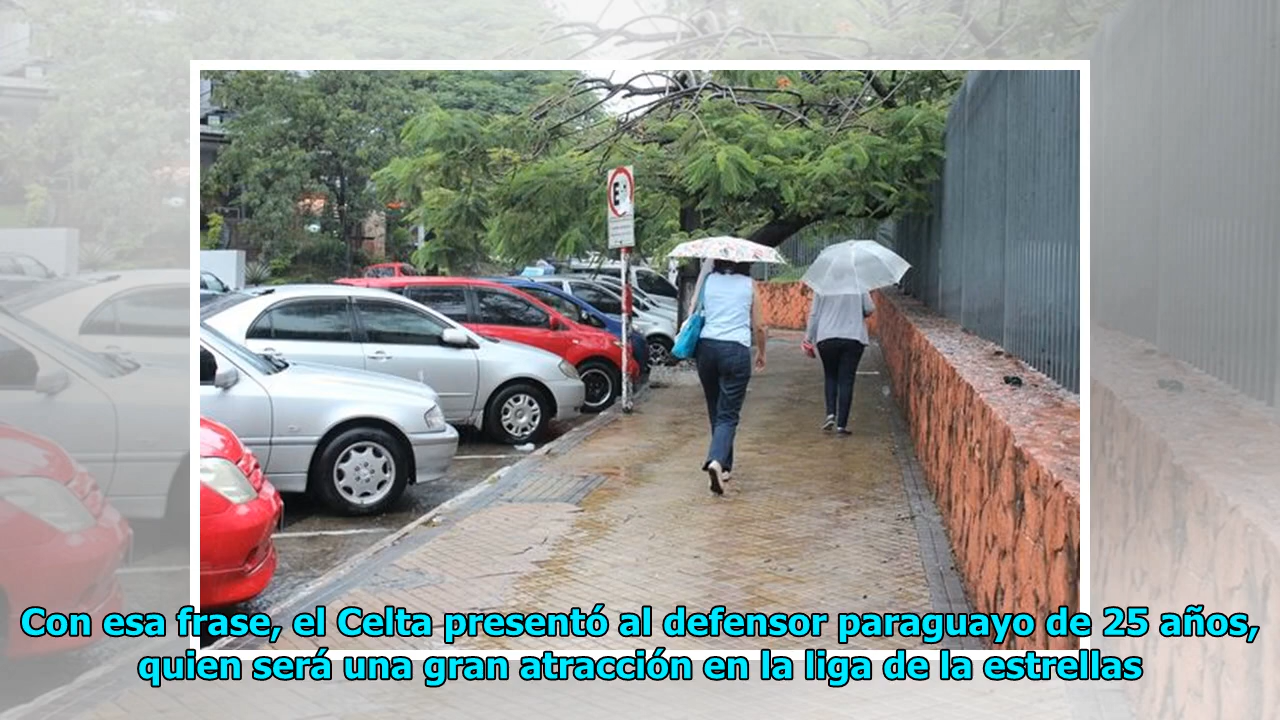 E
Con esa frase, el Celta presentó al defensor paraguayo de 25 años,
quien será una gran atracción en la liga de la estrellas